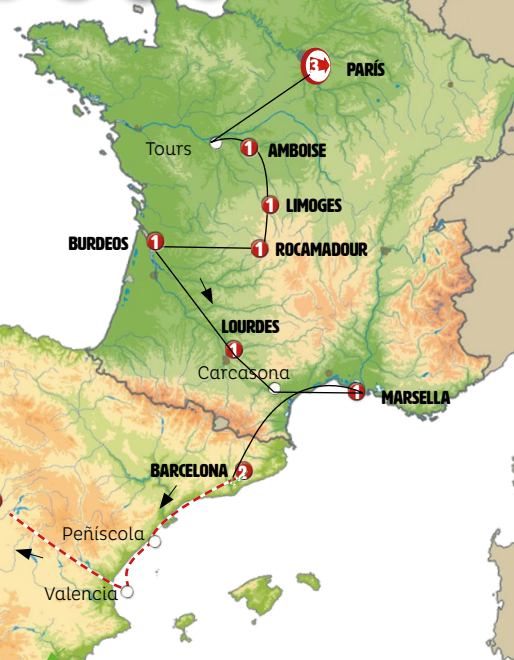 3
PARÍS
Tours
1
AMBOISE
1
LIMOGES
BURDEOS
1
1
ROCAMADOUR
LOURDES
1
Carcasona
1
MARSELLA
BARCELONA
2
Peñíscola
Valencia